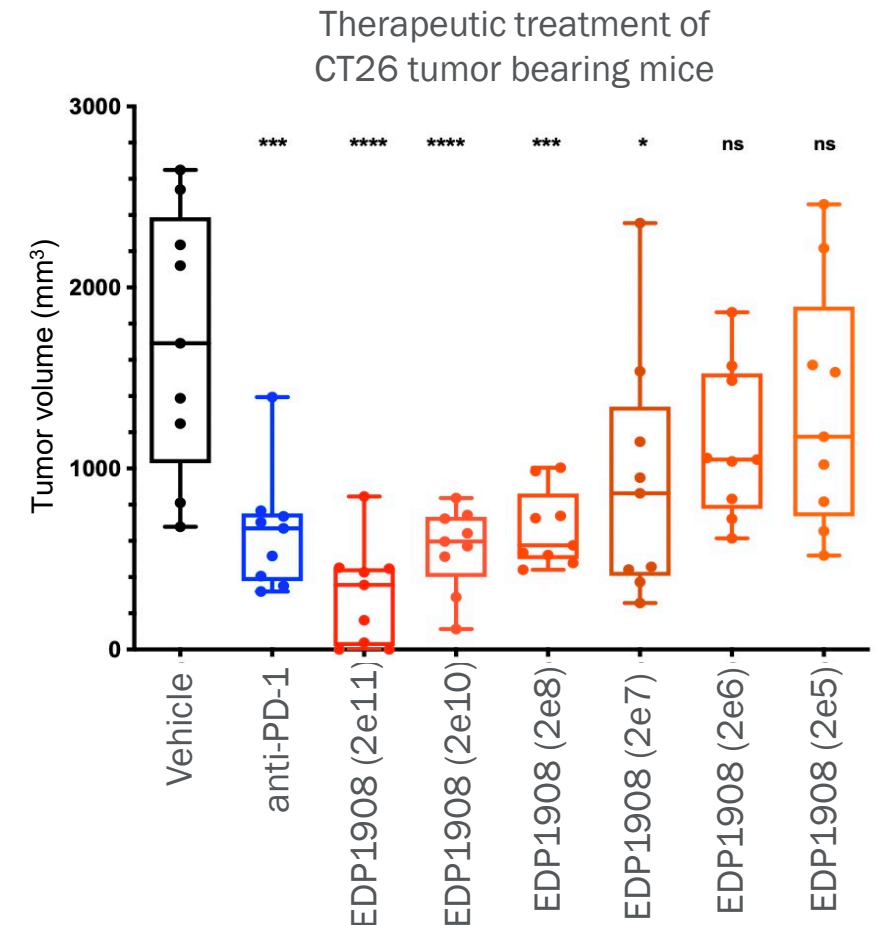 Therapeutic treatment of
CT26 tumor bearing mice
Tumor volume (mm³)
3000
2000
1000
0
*** **** **** *** * ns ns
Vehicle
anti-PD-1
EDP1908 (2e11)
EDP1908 (2e10)
EDP1908 (2e8)
EDP1908 (2e7)
EDP1908 (2e6)
EDP1908 (2e5)